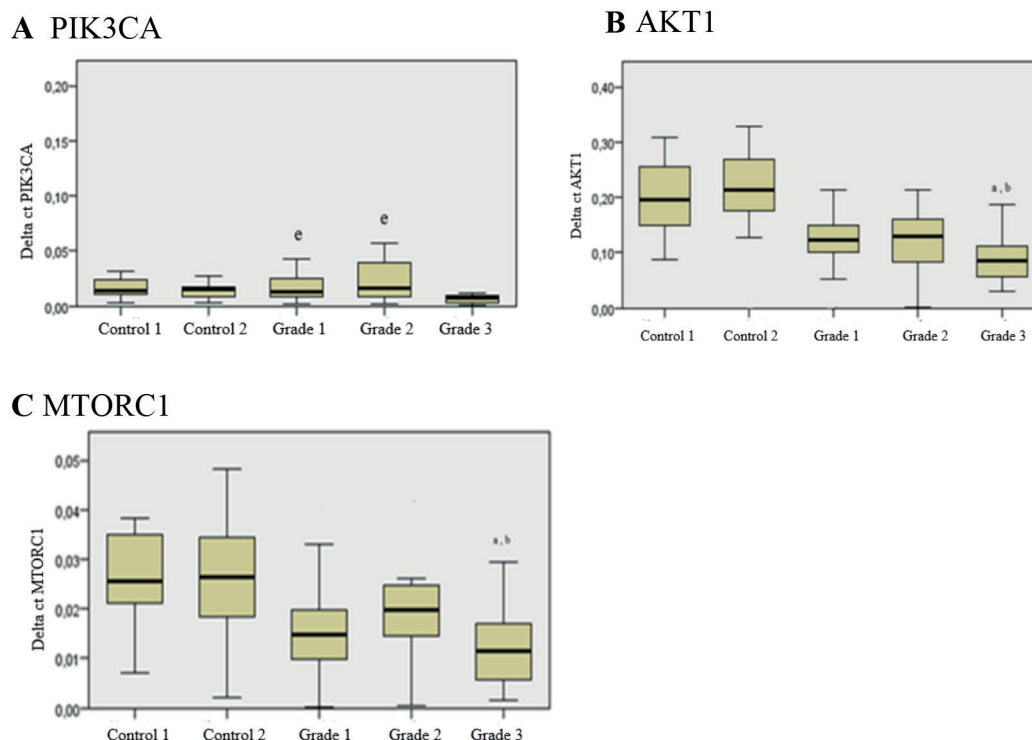 A PIK3CA
Delta ct PIK3CA
0,20
0,15
0,10
0,05
0,00
e
e
Control 1 Control 2 Grade 1 Grade 2 Grade 3
B AKT1
Delta ct AKT1
0,40
0,30
0,20
0,10
0,00
a,b
Control 1 Control 2 Grade 1 Grade 2 Grade 3
C MTORC1
Delta ct MTORC1
0,05
0,04
0,03
0,02
0,01
0,00
a,b
Control 1 Control 2 Grade 1 Grade 2 Grade 3